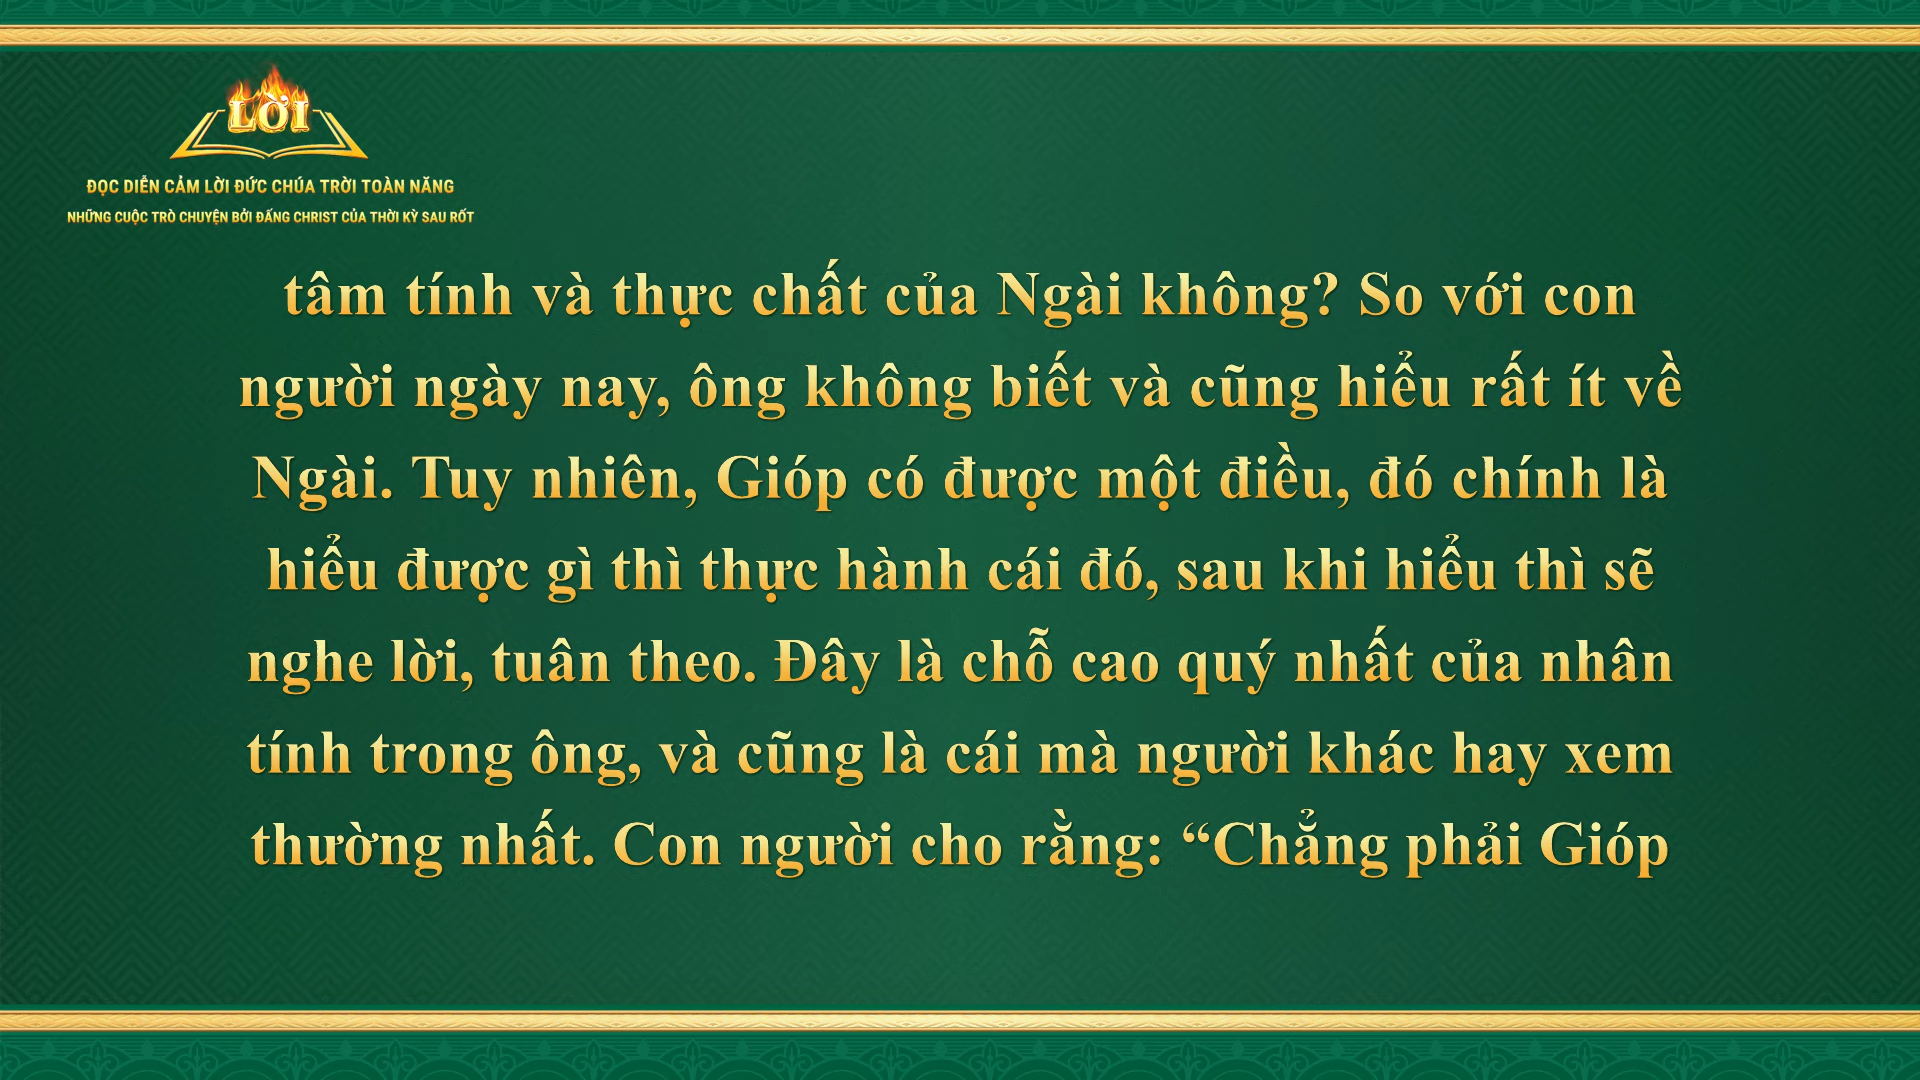 LỜI
ĐỌC DIỄN CẢM LỜI ĐỨC CHÚA TRỜI TOÀN NĂNG
NHỮNG CUỘC TRÒ CHUYỆN BỞI ĐẤNG CHRIST CỦA THỜI KỲ SAU RỐT
tâm tính và thực chất của Ngài không? So với con
người ngày nay, ông không biết và cũng hiểu rất ít về
Ngài. Tuy nhiên, Gióp có được một điều, đó chính là
hiểu được gì thì thực hành cái đó, sau khi hiểu thì sẽ
nghe lời, tuân theo. Đây là chỗ cao quý nhất của nhân
tính trong ông, và cũng là cái mà người khác hay xem
thường nhất. Con người cho rằng: “Chẳng phải Gióp